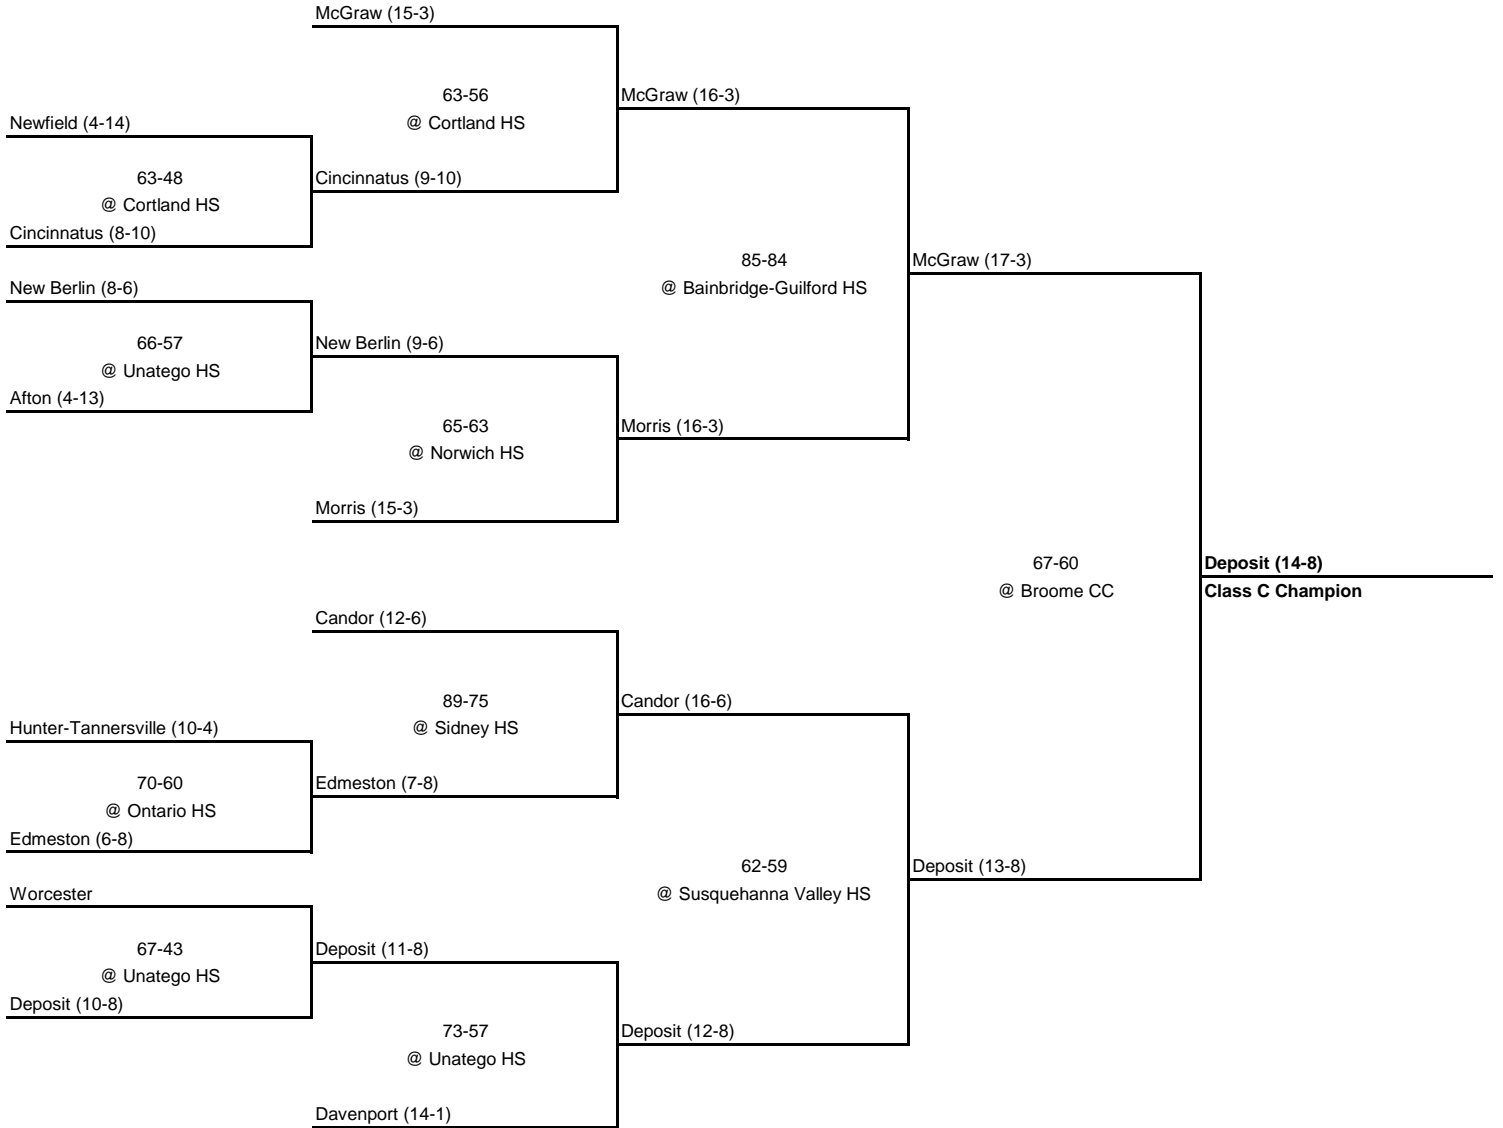 McGraw (15-3)
63-56
@ Cortland HS
McGraw (16-3)
Newfield (4-14)
63-48
@ Cortland HS
Cincinnatus (9-10)
Cincinnatus (8-10)
85-84
@ Bainbridge-Guilford HS
McGraw (17-3)
New Berlin (8-6)
66-57
@ Unatego HS
New Berlin (9-6)
Afton (4-13)
65-63
@ Norwich HS
Morris (16-3)
Morris (15-3)
67-60
@ Broome CC
Deposit (14-8)
Class C Champion
Candor (12-6)
89-75
@ Sidney HS
Candor (16-6)
Hunter-Tannersville (10-4)
70-60
@ Ontario HS
Edmeston (7-8)
Edmeston (6-8)
62-59
@ Susquehanna Valley HS
Deposit (13-8)
Worcester
67-43
@ Unatego HS
Deposit (11-8)
Deposit (10-8)
73-57
@ Unatego HS
Deposit (12-8)
Davenport (14-1)